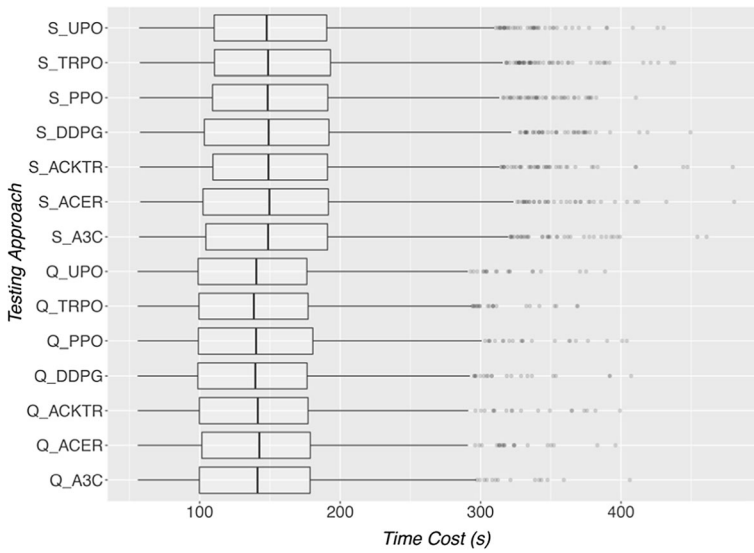 S_UPO
S_TRPO
S_PPO
S_DDPG
S_ACKTR
S_ACER
S_A3C
Q_UPO
Q_TRPO
Q_PPO
Q_DDPG
Q_ACKTR
Q_ACER
Q_A3C
Testing Approach
100 200 300 400
Time Cost (s)